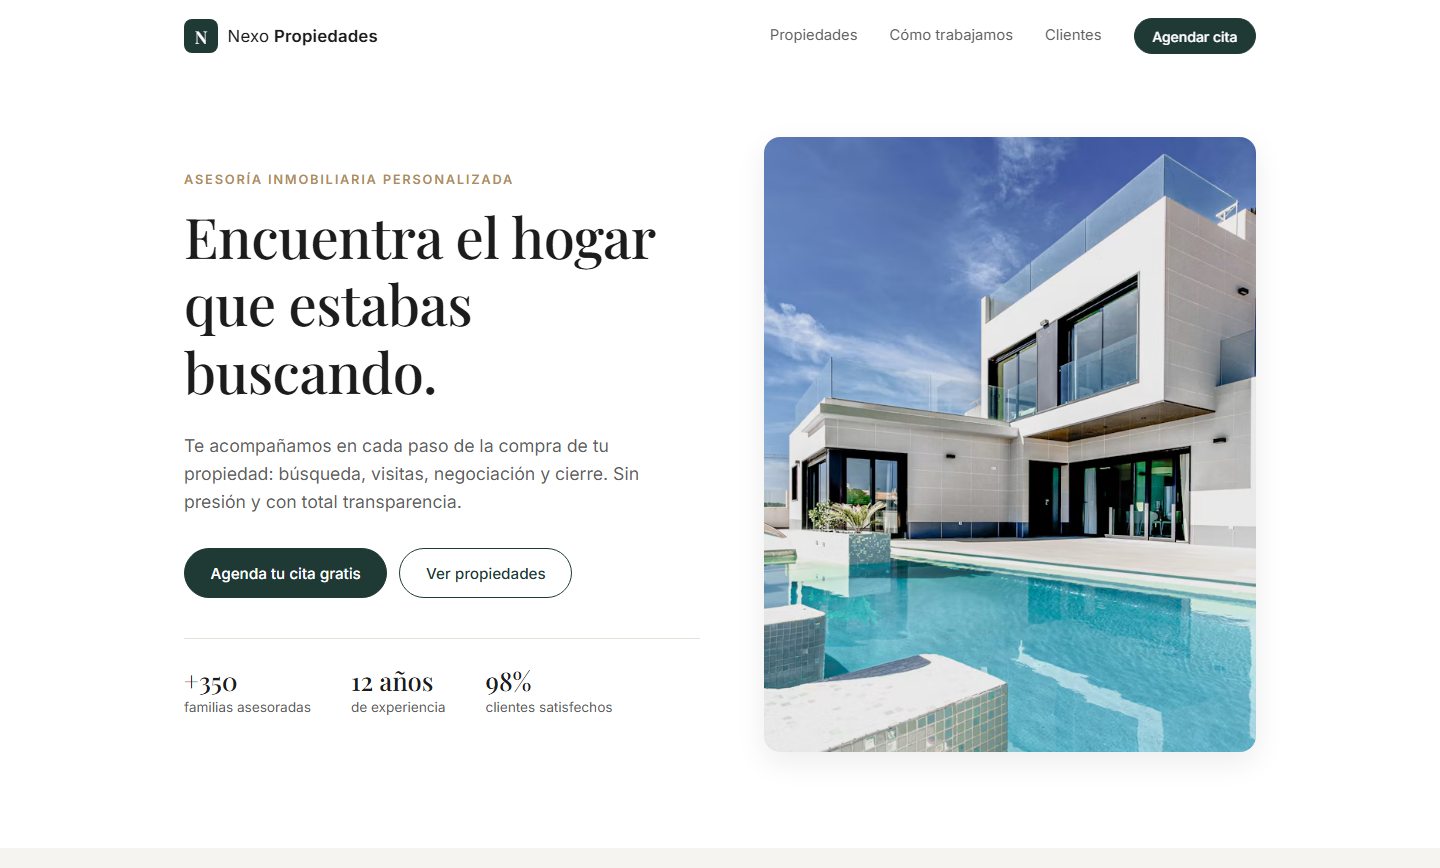 N
Nexo Propiedades
Propiedades
Cómo trabajamos
Clientes
Agendar cita
ASESORÍA INMOBILIARIA PERSONALIZADA
Encuentra el hogar
que estabas
buscando.
Te acompañamos en cada paso de la compra de tu
propiedad: búsqueda, visitas, negociación y cierre. Sin
presión y con total transparencia.
Agenda tu cita gratis
Ver propiedades
+350
familias asesoradas
12 años
de experiencia
98%
clientes satisfechos